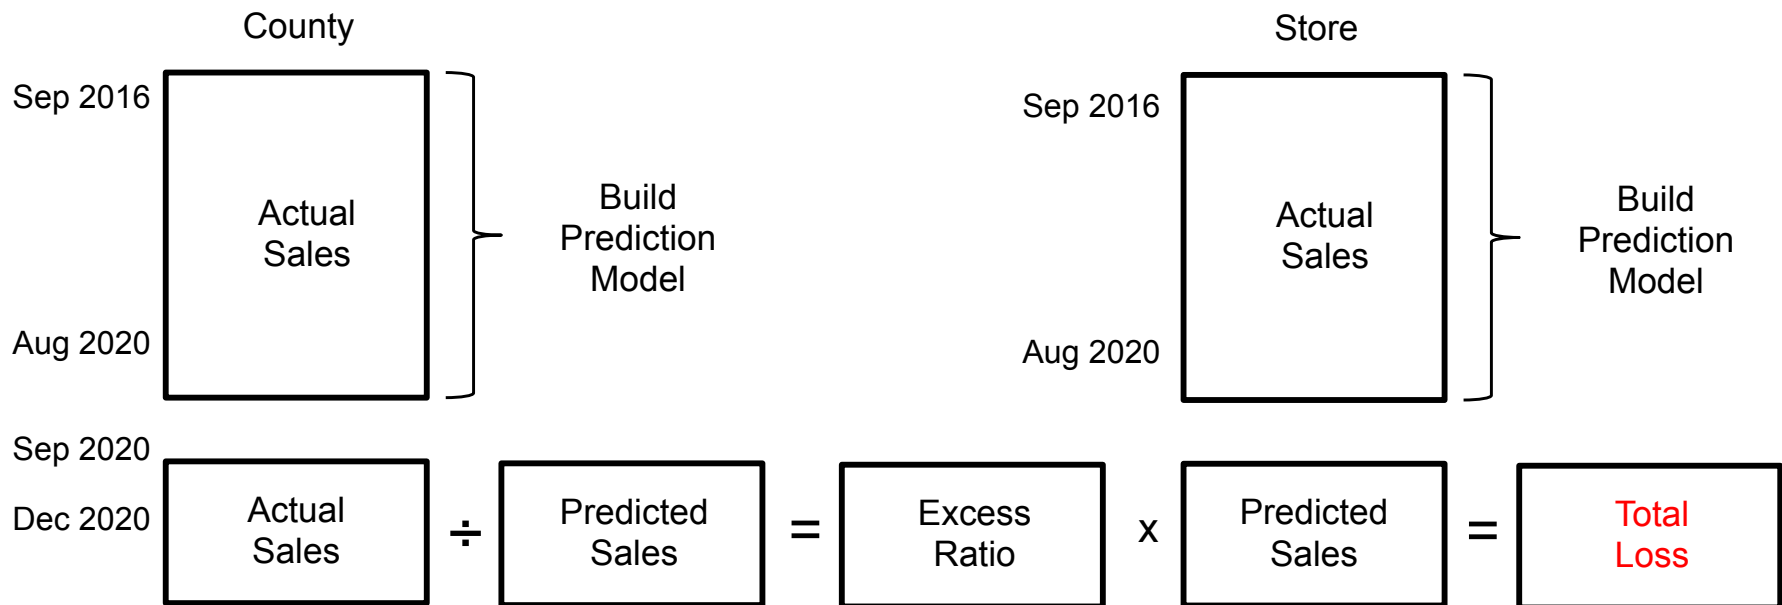 County
Store
Sep 2016
Actual
Sales
Aug 2020
Build
Prediction
Model
Sep 2016
Actual
Sales
Aug 2020
Build
Prediction
Model
Sep 2020
Dec 2020
Actual
Sales
÷
Predicted
Sales
=
Excess
Ratio
x
Predicted
Sales
=
Total
Loss